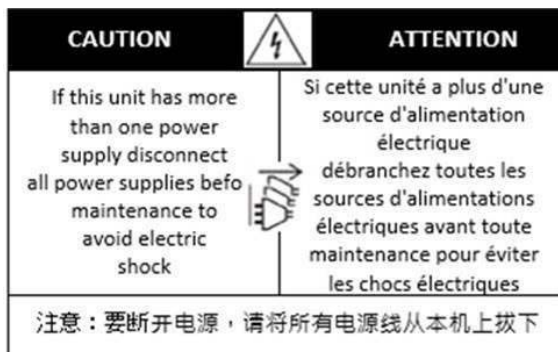 CAUTION
ATTENTION
If this unit has more
than one power
supply disconnect
all power supplies befo
maintenance to
avoid electric
shock
Si cette unité a plus d'une
source d'alimentation
électrique
débranchez toutes les
sources d'alimentations
électriques avant toute
maintenance pour éviter
les chocs électriques
注意：要断开电源，请将所有电源线从本机上拔下